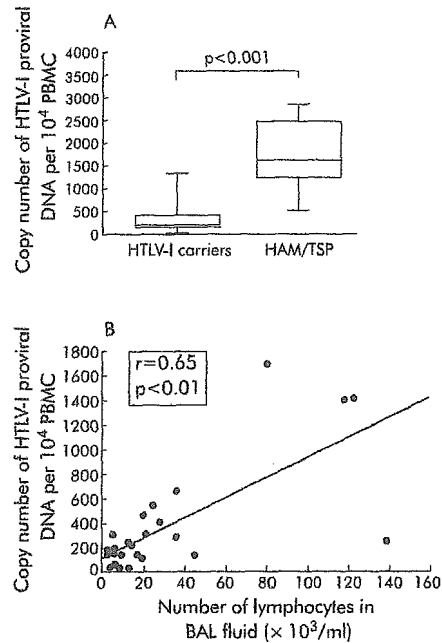 A
p<0.001
Copy number of HTLV-I proviral
DNA per 10⁴ PBMC
4000
3500
3000
2500
2000
1500
1000
500
0
HTLV-I carriers
HAM/TSP
B
r=0.65
p<0.01
Copy number of HTLV-I proviral
DNA per 10⁴ PBMC
1800
1600
1400
1200
1000
800
600
400
200
0
0 20 40 60 80 100 120 140 160
Number of lymphocytes in
BAL fluid (× 10³/ml)